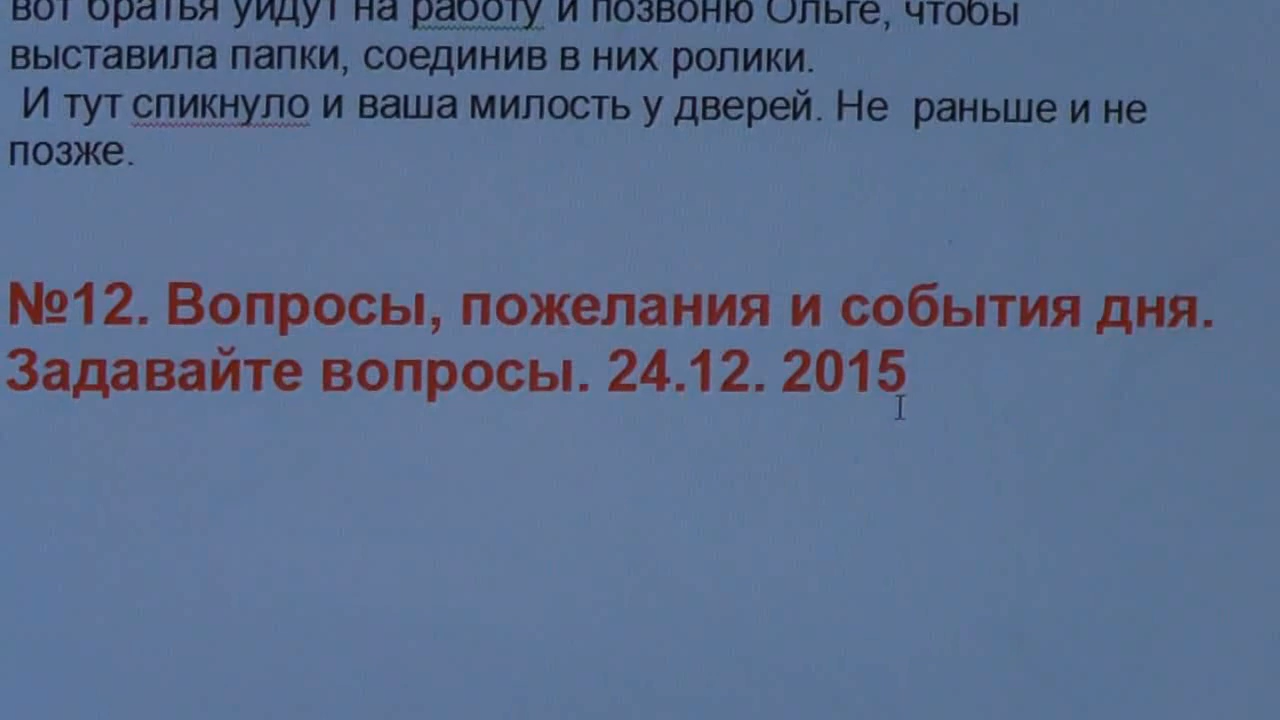 вот братья уйдут на работу и позвоню Ольге, чтобы
выставила папки, соединив в них ролики.
И тут спикнуло и ваша милость у дверей. Не раньше и не
позже.
№12. Вопросы, пожелания и события дня.
Задавайте вопросы. 24.12. 2015